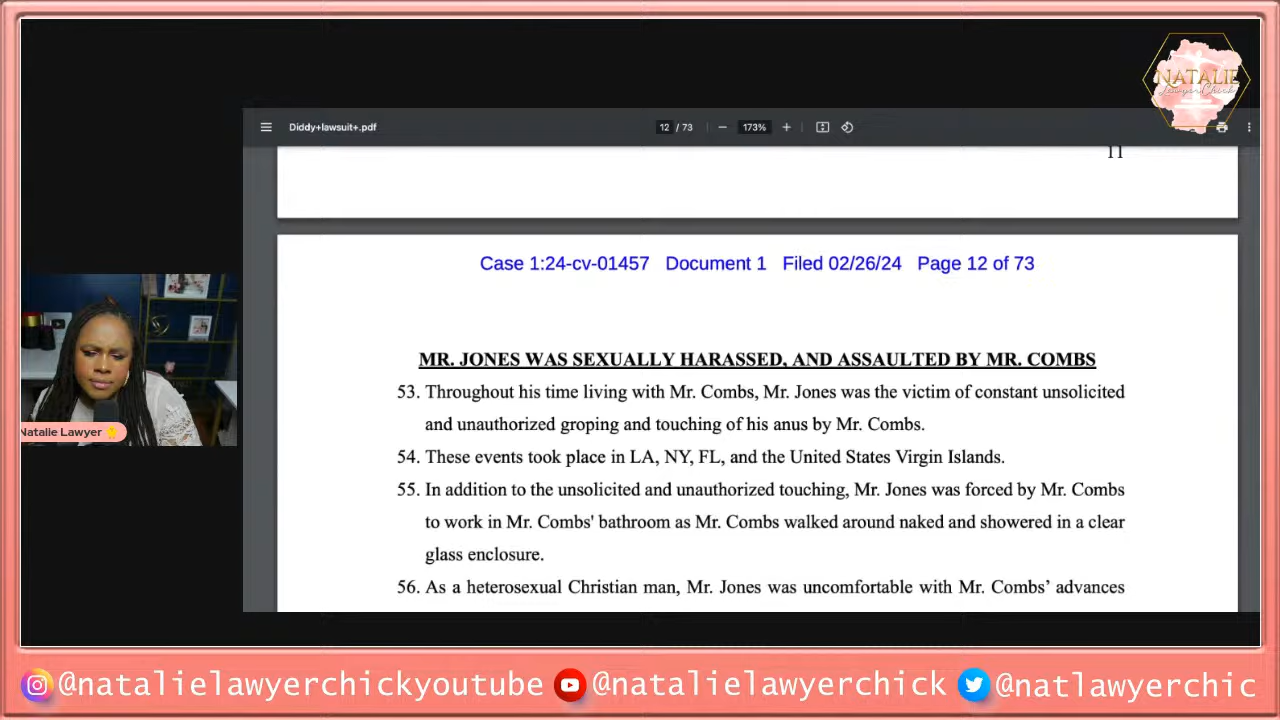 NATALIE
LawyerChick
Diddy+lawsuit+.pdf
12 / 73
173%
11
Case 1:24-cv-01457 Document 1 Filed 02/26/24 Page 12 of 73
MR. JONES WAS SEXUALLY HARASSED, AND ASSAULTED BY MR. COMBS
53. Throughout his time living with Mr. Combs, Mr. Jones was the victim of constant unsolicited
and unauthorized groping and touching of his anus by Mr. Combs.
54. These events took place in LA, NY, FL, and the United States Virgin Islands.
55. In addition to the unsolicited and unauthorized touching, Mr. Jones was forced by Mr. Combs
to work in Mr. Combs' bathroom as Mr. Combs walked around naked and showered in a clear
glass enclosure.
56. As a heterosexual Christian man, Mr. Jones was uncomfortable with Mr. Combs’ advances
Natalie Lawyer
@natalielawyerchickyoutube
@natalielawyerchick
@natlawyerchic